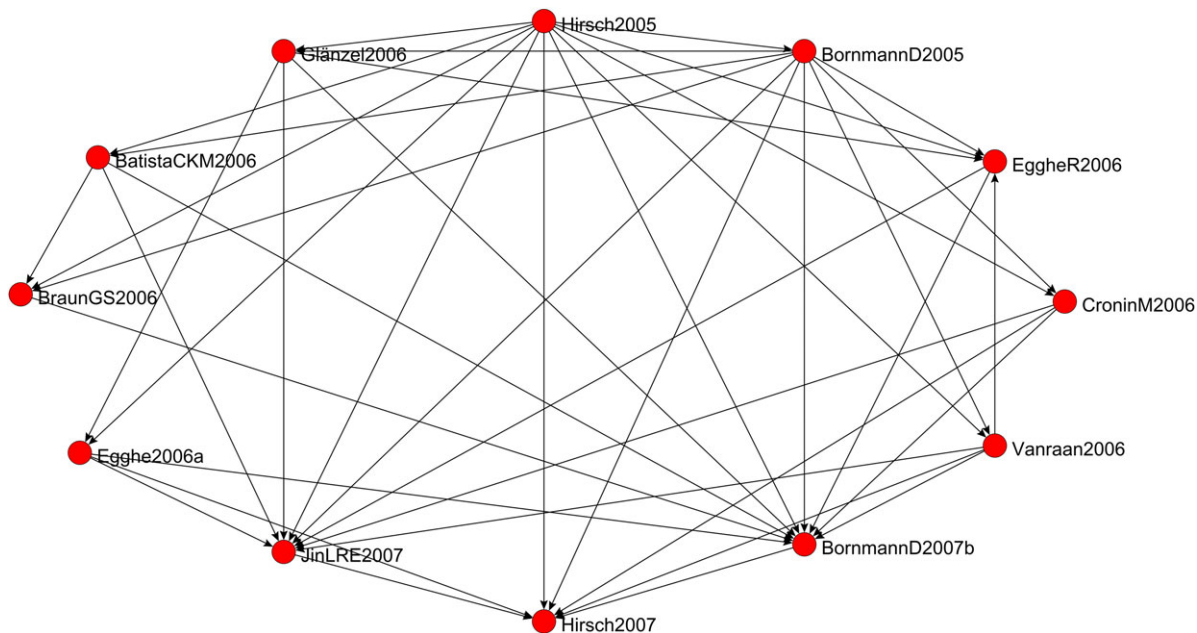 Hirsch2005
Glänzel2006
BornmannD2005
BatistaCKM2006
EggheR2006
BraunGS2006
CroninM2006
Egghe2006a
Vanraan2006
JinLRE2007
BornmannD2007b
Hirsch2007